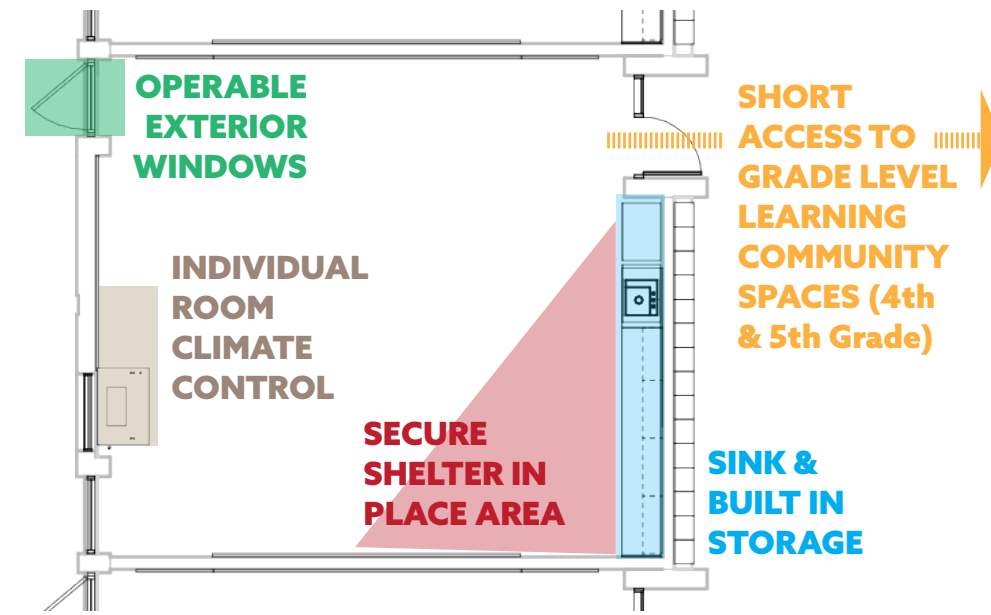 OPERABLE
EXTERIOR
WINDOWS
SHORT
ACCESS TO
GRADE LEVEL
LEARNING
COMMUNITY
SPACES (4th
& 5th Grade)
INDIVIDUAL
ROOM
CLIMATE
CONTROL
SECURE
SHELTER IN
PLACE AREA
SINK &
BUILT IN
STORAGE